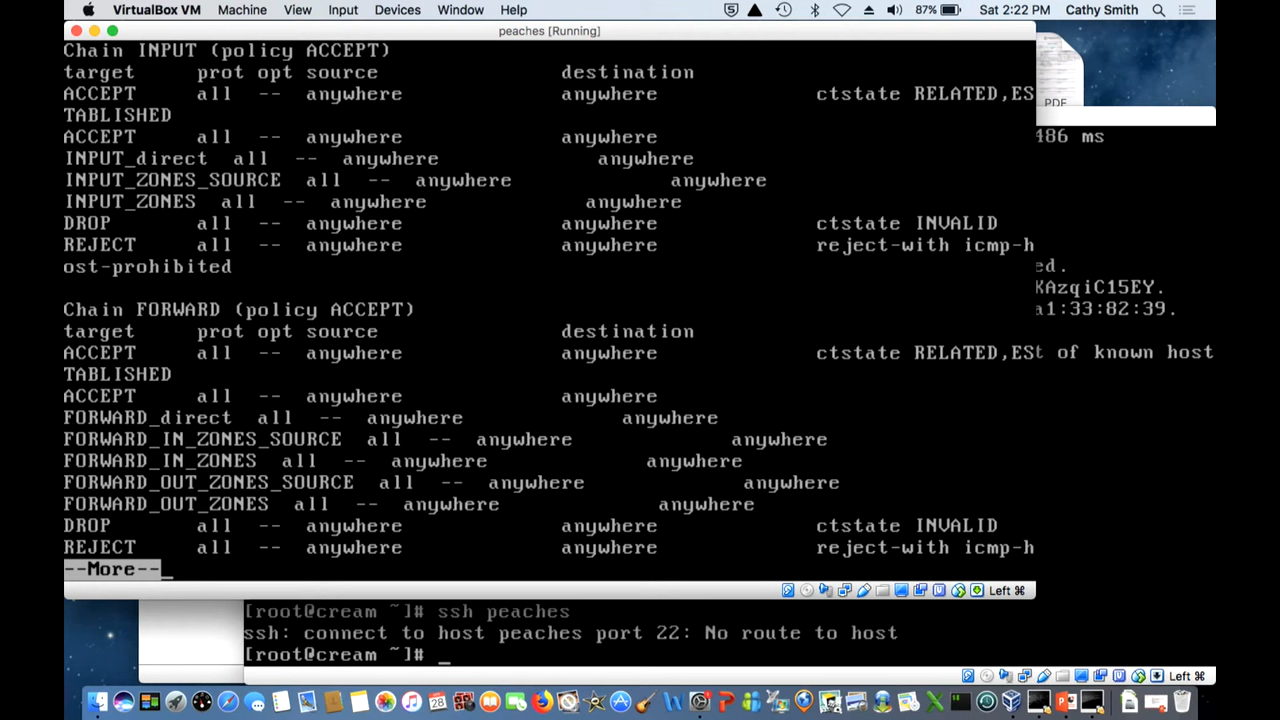 VirtualBox VM Machine View Input Devices Window Help 87% Sat 2:22 PM Cathy Smith
peaches [Running]
Chain INPUT (policy ACCEPT)
target prot opt source destination
ACCEPT all -- anywhere anywhere ctstate RELATED,ES
TABLISHED
ACCEPT all -- anywhere anywhere
INPUT_direct all -- anywhere anywhere
INPUT_ZONES_SOURCE all -- anywhere anywhere
INPUT_ZONES all -- anywhere anywhere
DROP all -- anywhere anywhere ctstate INVALID
REJECT all -- anywhere anywhere reject-with icmp-h
ost-prohibited
Chain FORWARD (policy ACCEPT)
target prot opt source destination
ACCEPT all -- anywhere anywhere ctstate RELATED,ES
TABLISHED
ACCEPT all -- anywhere anywhere
FORWARD_direct all -- anywhere anywhere
FORWARD_IN_ZONES_SOURCE all -- anywhere anywhere
FORWARD_IN_ZONES all -- anywhere anywhere
FORWARD_OUT_ZONES_SOURCE all -- anywhere anywhere
FORWARD_OUT_ZONES all -- anywhere anywhere
DROP all -- anywhere anywhere ctstate INVALID
REJECT all -- anywhere anywhere reject-with icmp-h
--More--
Left ⌘
PDF
486 ms
ed.
KAzqiC15EY.
a1:33:82:39.
t of known host
[root@cream ~]# ssh peaches
ssh: connect to host peaches port 22: No route to host
[root@cream ~]#
Left ⌘
28